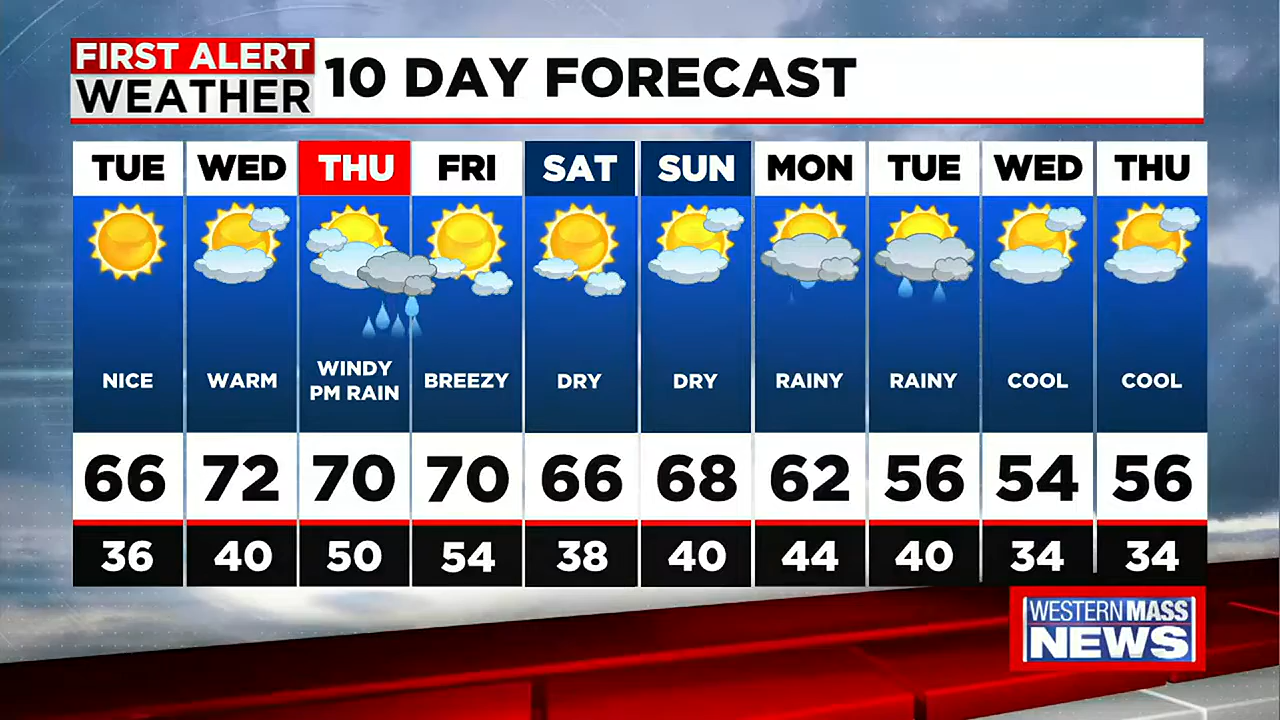 FIRST ALERT
WEATHER
10 DAY FORECAST
TUE WED THU FRI SAT SUN MON TUE WED THU
NICE WARM WINDY PM RAIN BREEZY DRY DRY RAINY RAINY COOL COOL
66 72 70 70 66 68 62 56 54 56
36 40 50 54 38 40 44 40 34 34
WESTERN MASS
NEWS